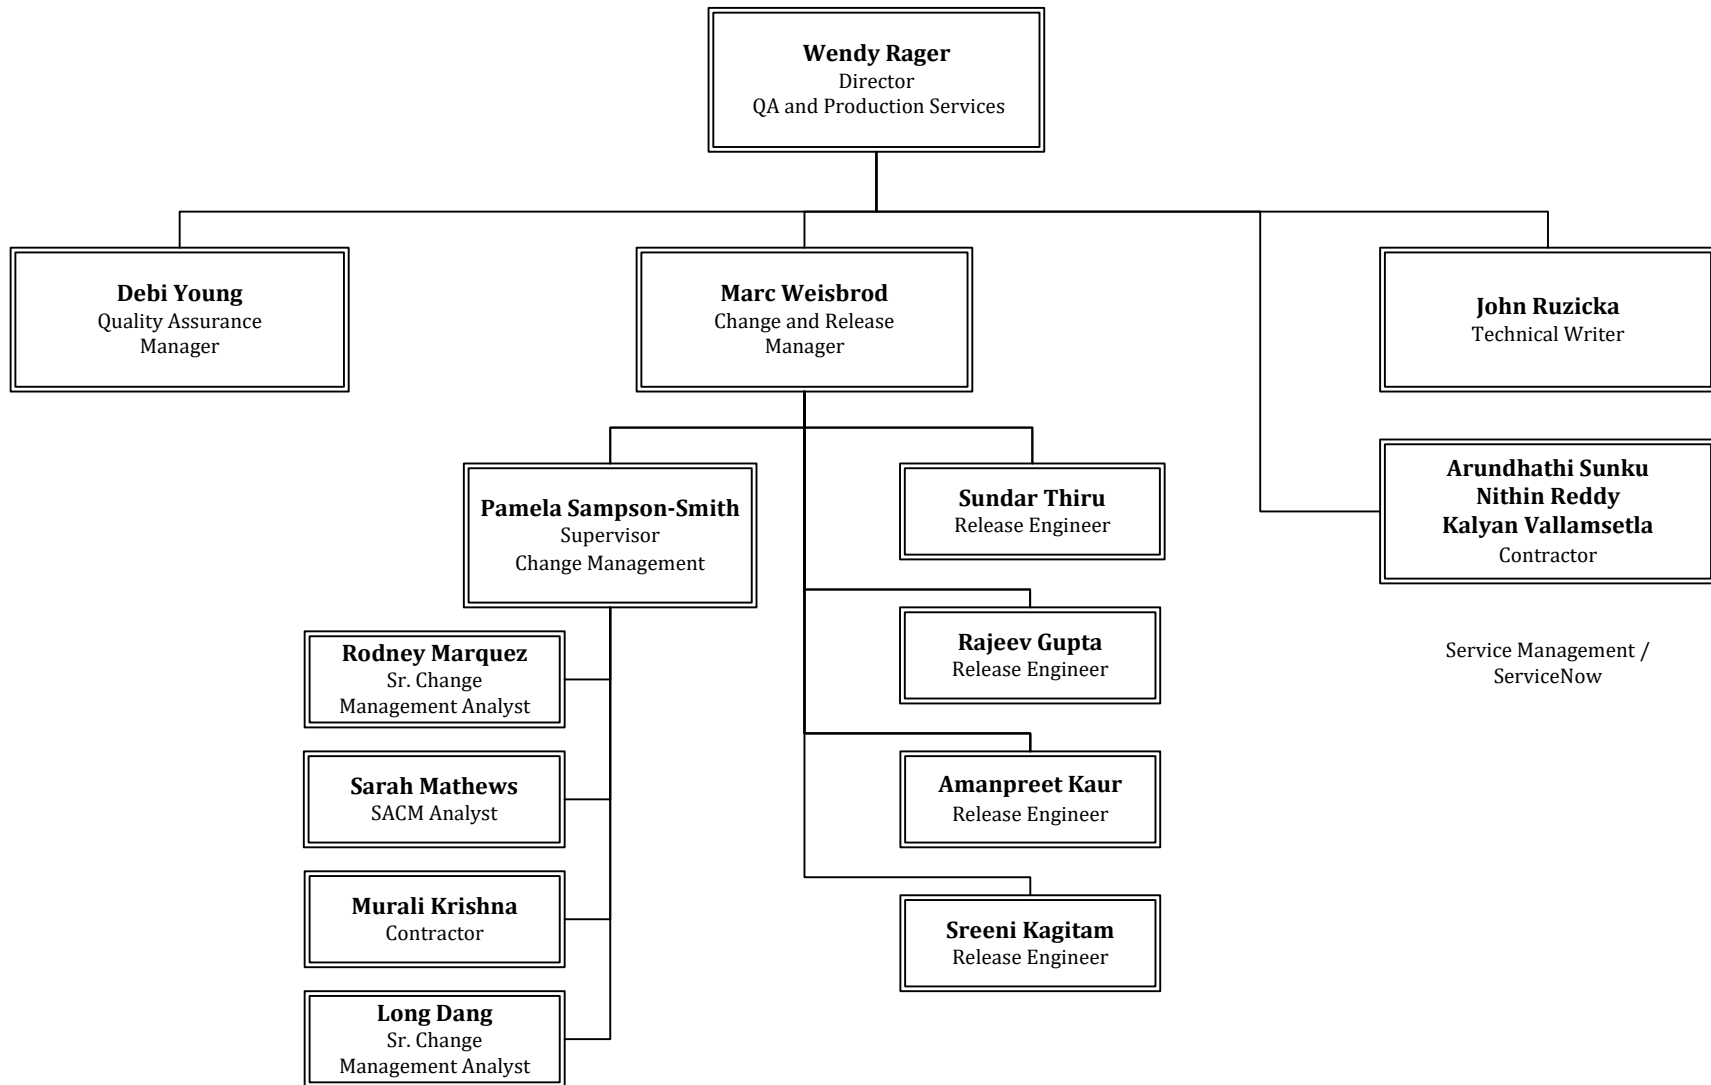 Wendy Rager
Director
QA and Production Services
Debi Young
Quality Assurance
Manager
Marc Weisbrod
Change and Release
Manager
John Ruzicka
Technical Writer
Pamela Sampson-Smith
Supervisor
Change Management
Sundar Thiru
Release Engineer
Arundhathi Sunku
Nithin Reddy
Kalyan Vallamsetla
Contractor
Rodney Marquez
Sr. Change
Management Analyst
Rajeev Gupta
Release Engineer
Service Management /
ServiceNow
Sarah Mathews
SACM Analyst
Amanpreet Kaur
Release Engineer
Murali Krishna
Contractor
Sreeni Kagitam
Release Engineer
Long Dang
Sr. Change
Management Analyst